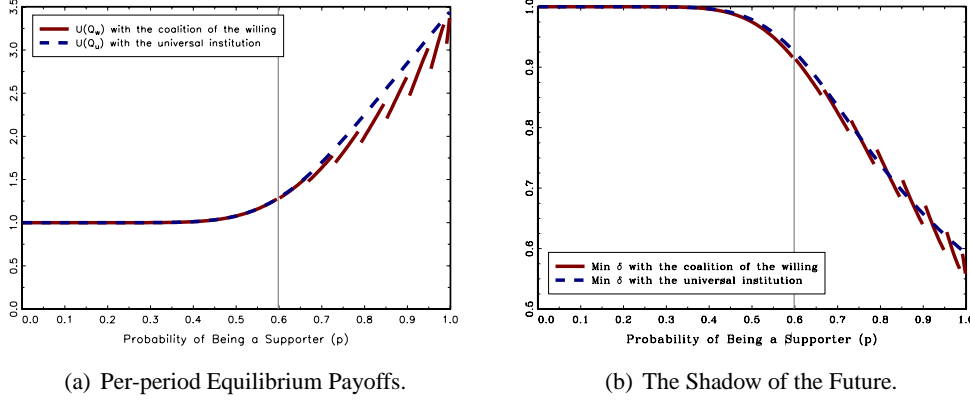 U(Qw) with the coalition of the willing
U(Qu) with the universal institution
3.5
3.0
2.5
2.0
1.5
1.0
0.5
0.0
0.0 0.1 0.2 0.3 0.4 0.5 0.6 0.7 0.8 0.9 1.0
Probability of Being a Supporter (p)
(a) Per-period Equilibrium Payoffs.
1.0
0.9
0.8
0.7
0.6
0.5
Min δ with the coalition of the willing
Min δ with the universal institution
0.0 0.1 0.2 0.3 0.4 0.5 0.6 0.7 0.8 0.9 1.0
Probability of Being a Supporter (p)
(b) The Shadow of the Future.